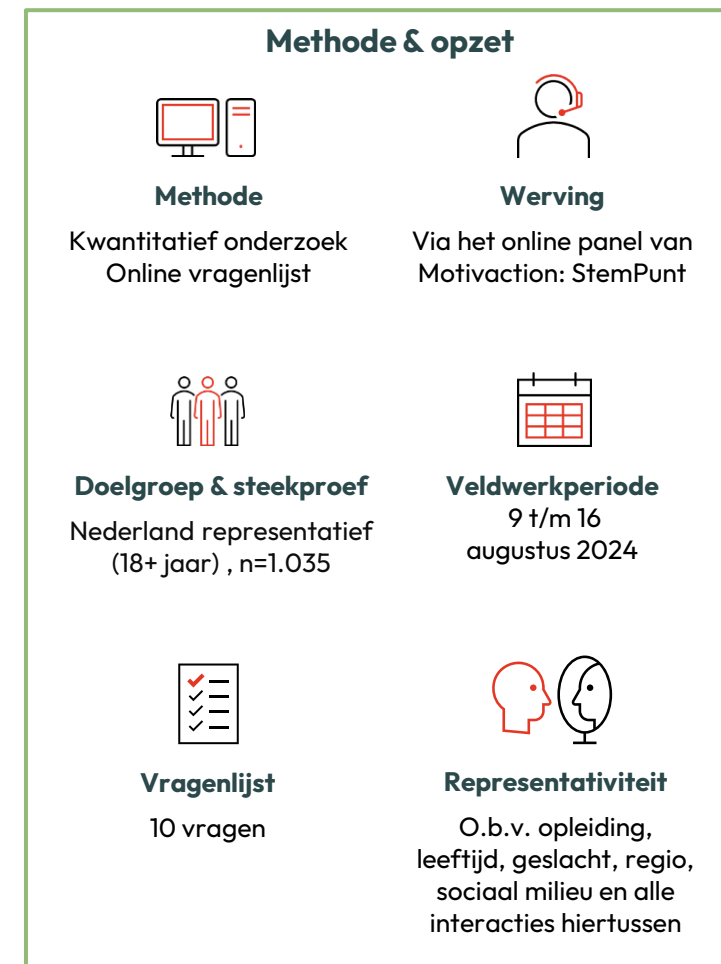 Methode & opzet
Methode
Kwantitatief onderzoek
Online vragenlijst
Werving
Via het online panel van
Motivaction: StemPunt
Doelgroep & steekproef
Nederland representatief
(18+ jaar) , n=1.035
Veldwerkperiode
9 t/m 16
augustus 2024
Vragenlijst
10 vragen
Representativiteit
O.b.v. opleiding,
leeftijd, geslacht, regio,
sociaal milieu en alle
interacties hiertussen